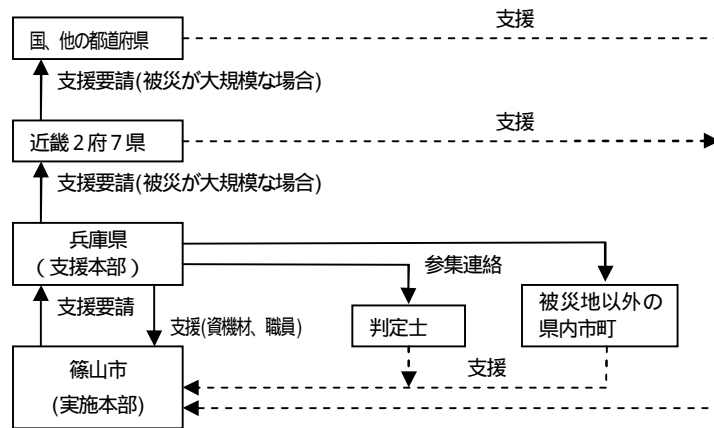 支援
国、他の都道府県
支援要請(被災が大規模な場合)
支援
近畿２府７県
支援要請(被災が大規模な場合)
兵庫県
（支援本部）
参集連絡
支援要請
支援(資機材、職員)
判定士
被災地以外の
県内市町
支援
篠山市
(実施本部)